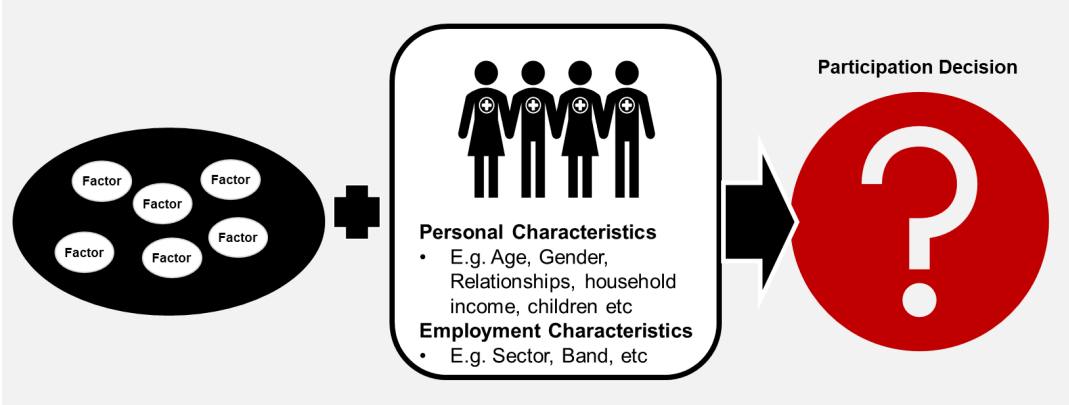 Participation Decision
Factor
Factor
Factor
Factor
Factor
Factor
Personal Characteristics
• E.g. Age, Gender,
Relationships, household
income, children etc
Employment Characteristics
• E.g. Sector, Band, etc